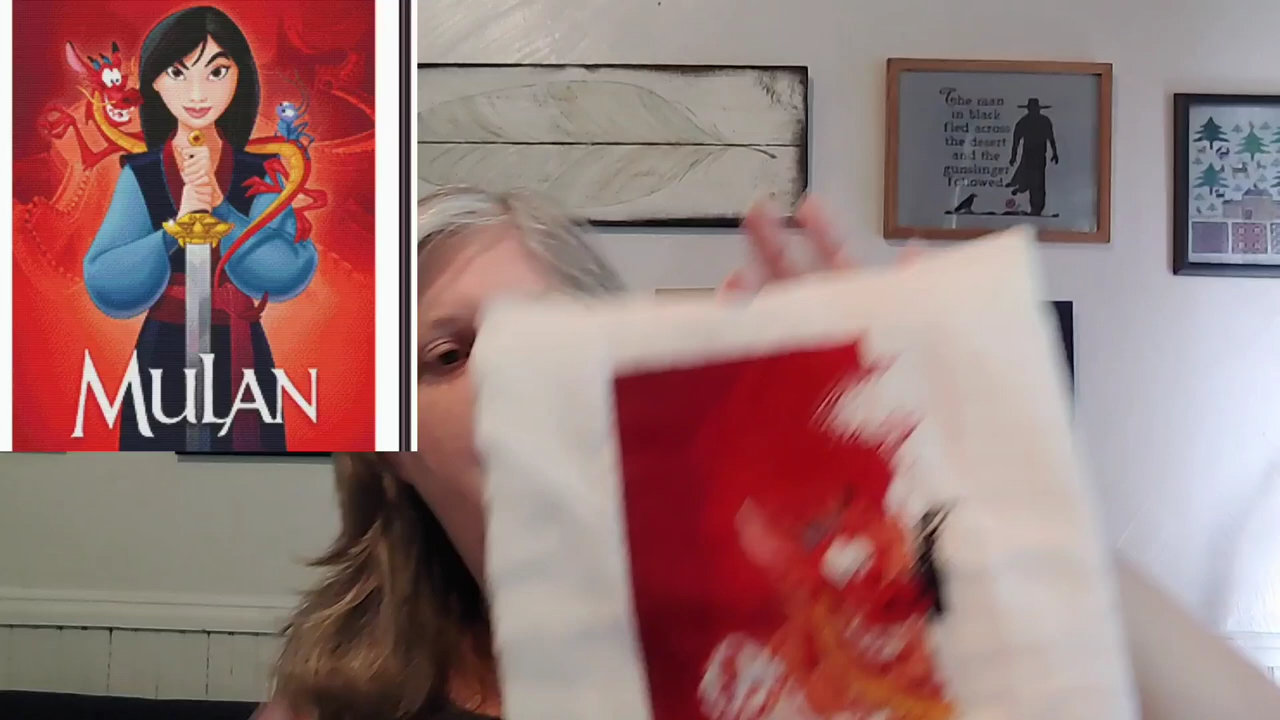 MULAN
The man
in black
fled across
the desert
and the
gunslinger
followed.